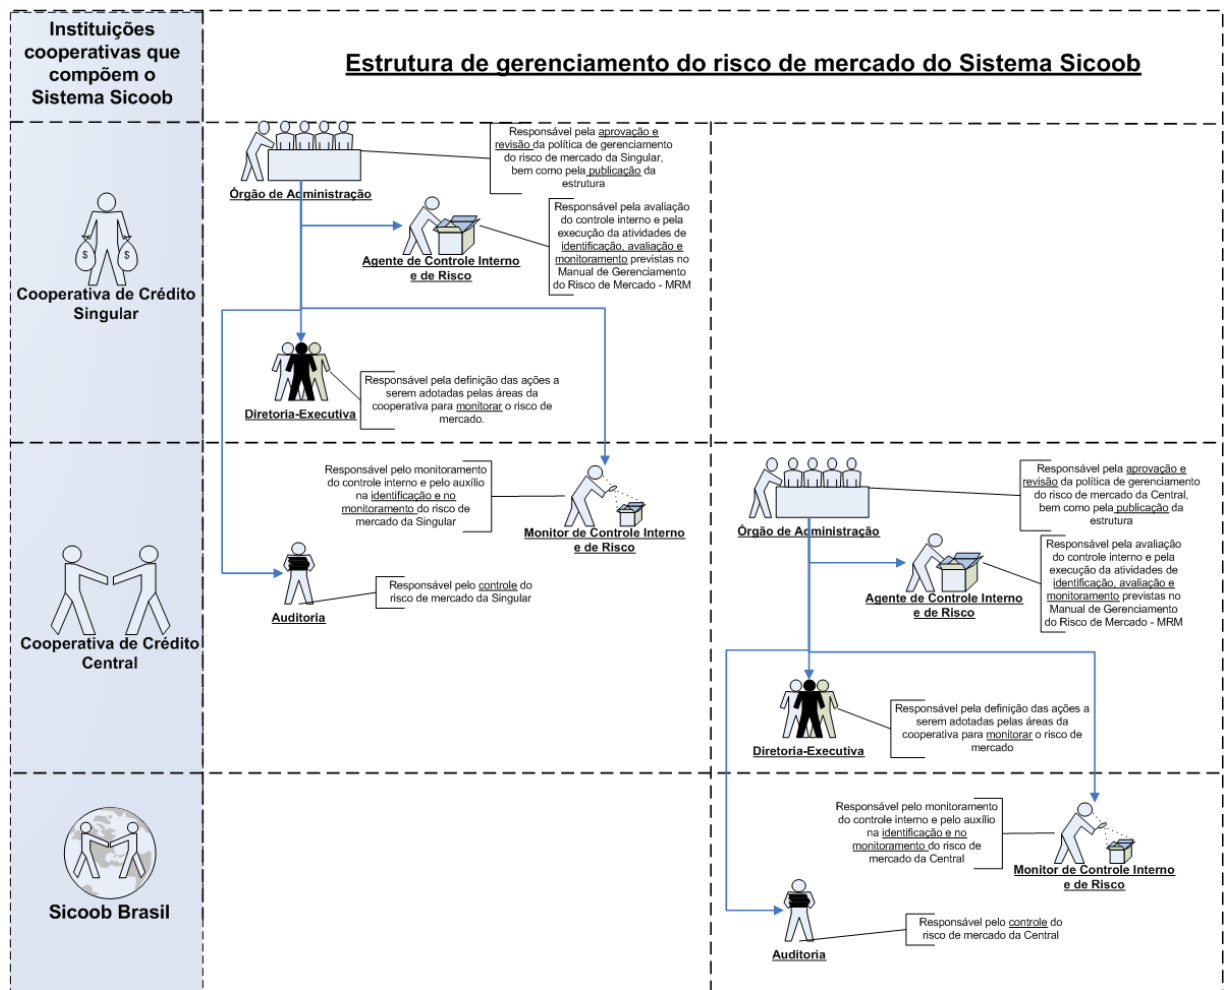 Instituições
cooperativas que
compõem o
Sistema Sicoob
Estrutura de gerenciamento do risco de mercado do Sistema Sicoob
Cooperativa de Crédito
Singular
Órgão de Administração
Responsável pela aprovação e
revisão da política de gerenciamento
do risco de mercado da Singular,
bem como pela publicação da
estrutura
Agente de Controle Interno
e de Risco
Responsável pela avaliação
do controle interno e pela
execução da atividades de
identificação, avaliação e
monitoramento previstas no
Manual de Gerenciamento
do Risco de Mercado - MRM
$
$
Diretoria-Executiva
Responsável pela definição das ações a
serem adotadas pelas áreas da
cooperativa para monitorar o risco de
mercado.
Cooperativa de Crédito
Central
Responsável pelo monitoramento
do controle interno e pelo auxílio
na identificação e no
monitoramento do risco de
mercado da Singular
Monitor de Controle Interno
e de Risco
Auditoria
Responsável pelo controle do
risco de mercado da Singular
Órgão de Administração
Responsável pela aprovação e
revisão da política de gerenciamento
do risco de mercado da Central,
bem como pela publicação da
estrutura
Agente de Controle Interno
e de Risco
Responsável pela avaliação
do controle interno e pela
execução da atividades de
identificação, avaliação e
monitoramento previstas no
Manual de Gerenciamento
do Risco de Mercado - MRM
Diretoria-Executiva
Responsável pela definição das ações a
serem adotadas pelas áreas da
cooperativa para monitorar o risco de
mercado
Sicoob Brasil
Responsável pelo monitoramento
do controle interno e pelo auxílio
na identificação e no
monitoramento do risco de
mercado da Central
Monitor de Controle Interno
e de Risco
Auditoria
Responsável pelo controle do
risco de mercado da Central